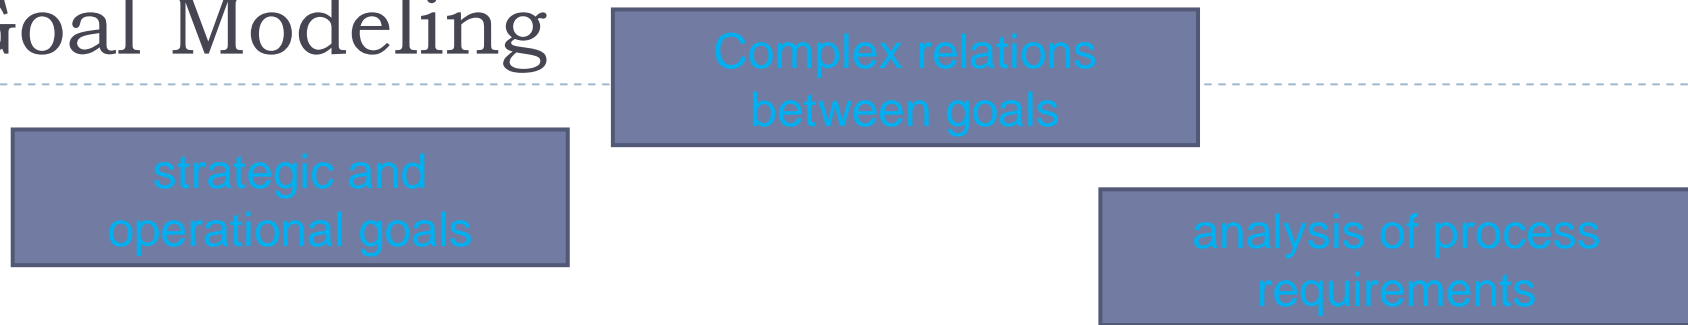 Goal Modeling
Complex relations
between goals
strategic and
operational goals
analysis of process
requirements